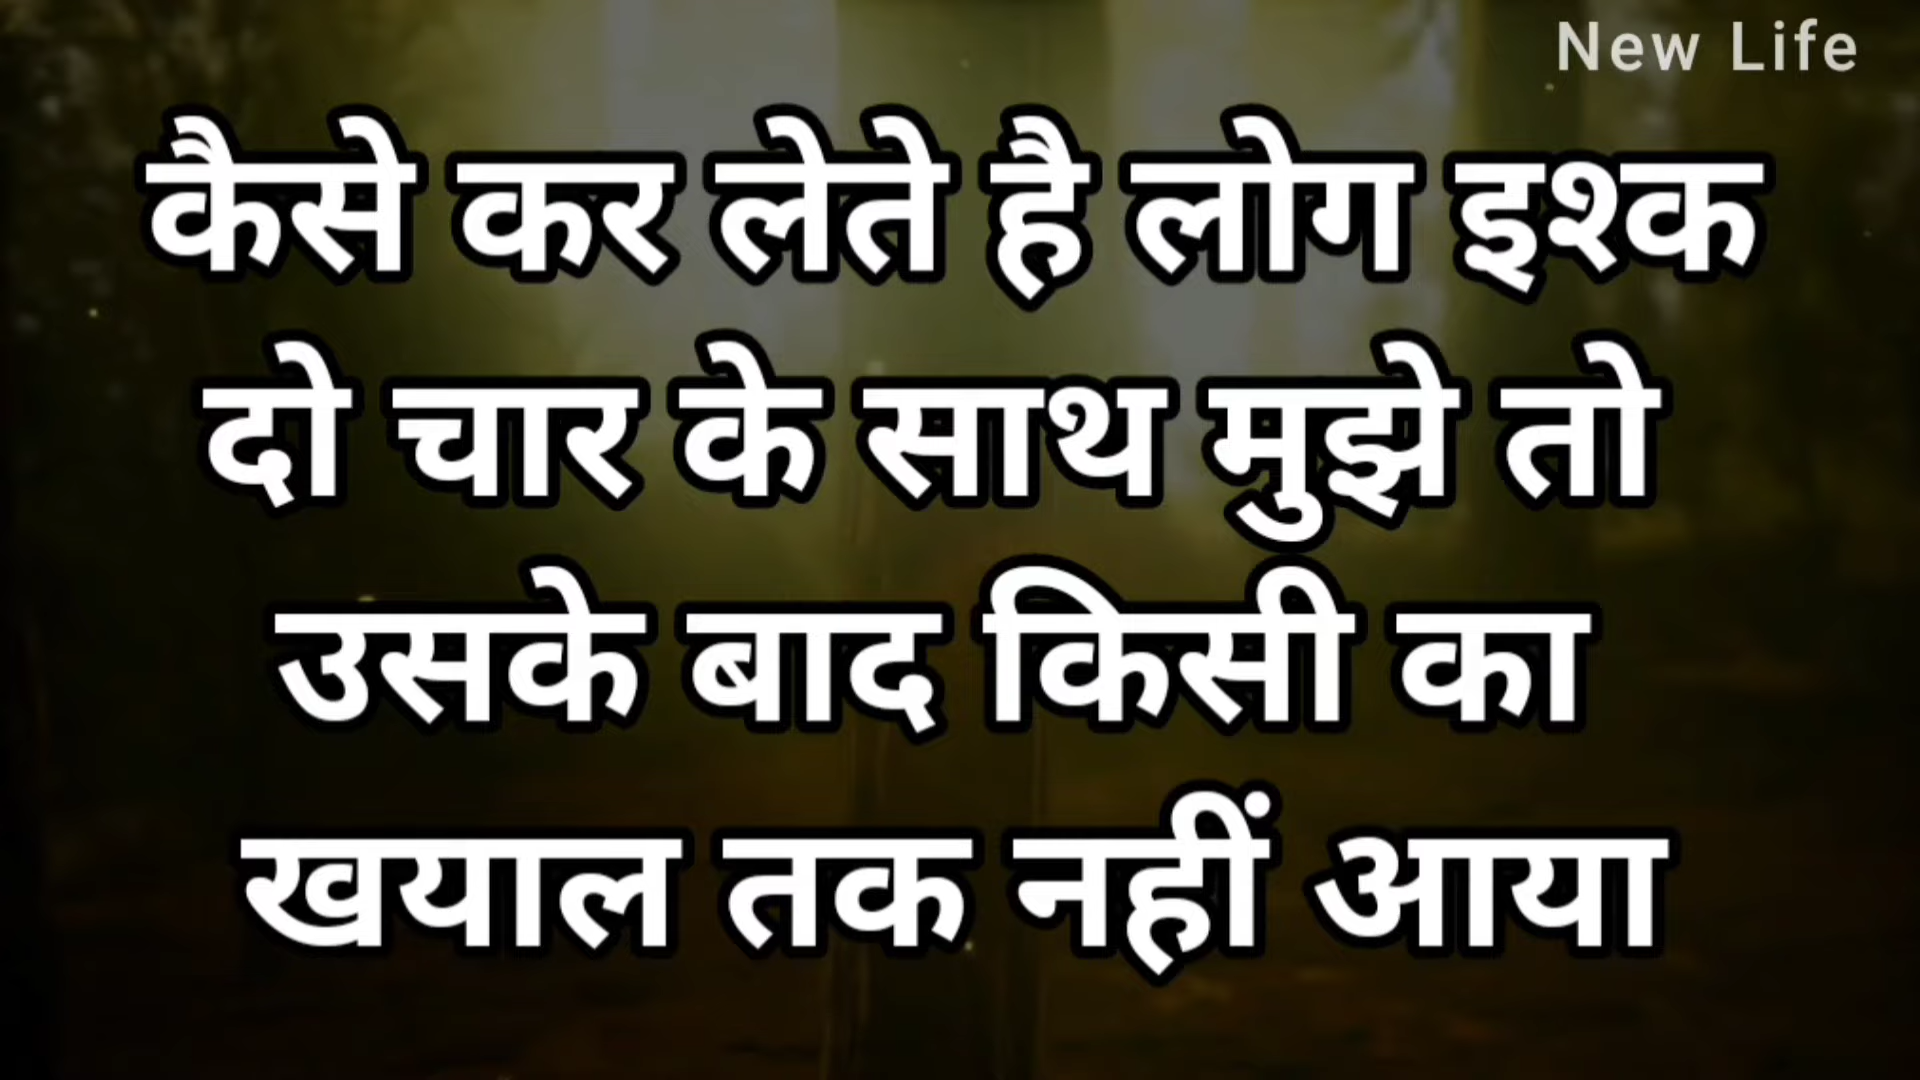 New Life
कैसे कर लेते है लोग इश्क
दो चार के साथ मुझे तो
उसके बाद किसी का
खयाल तक नहीं आया